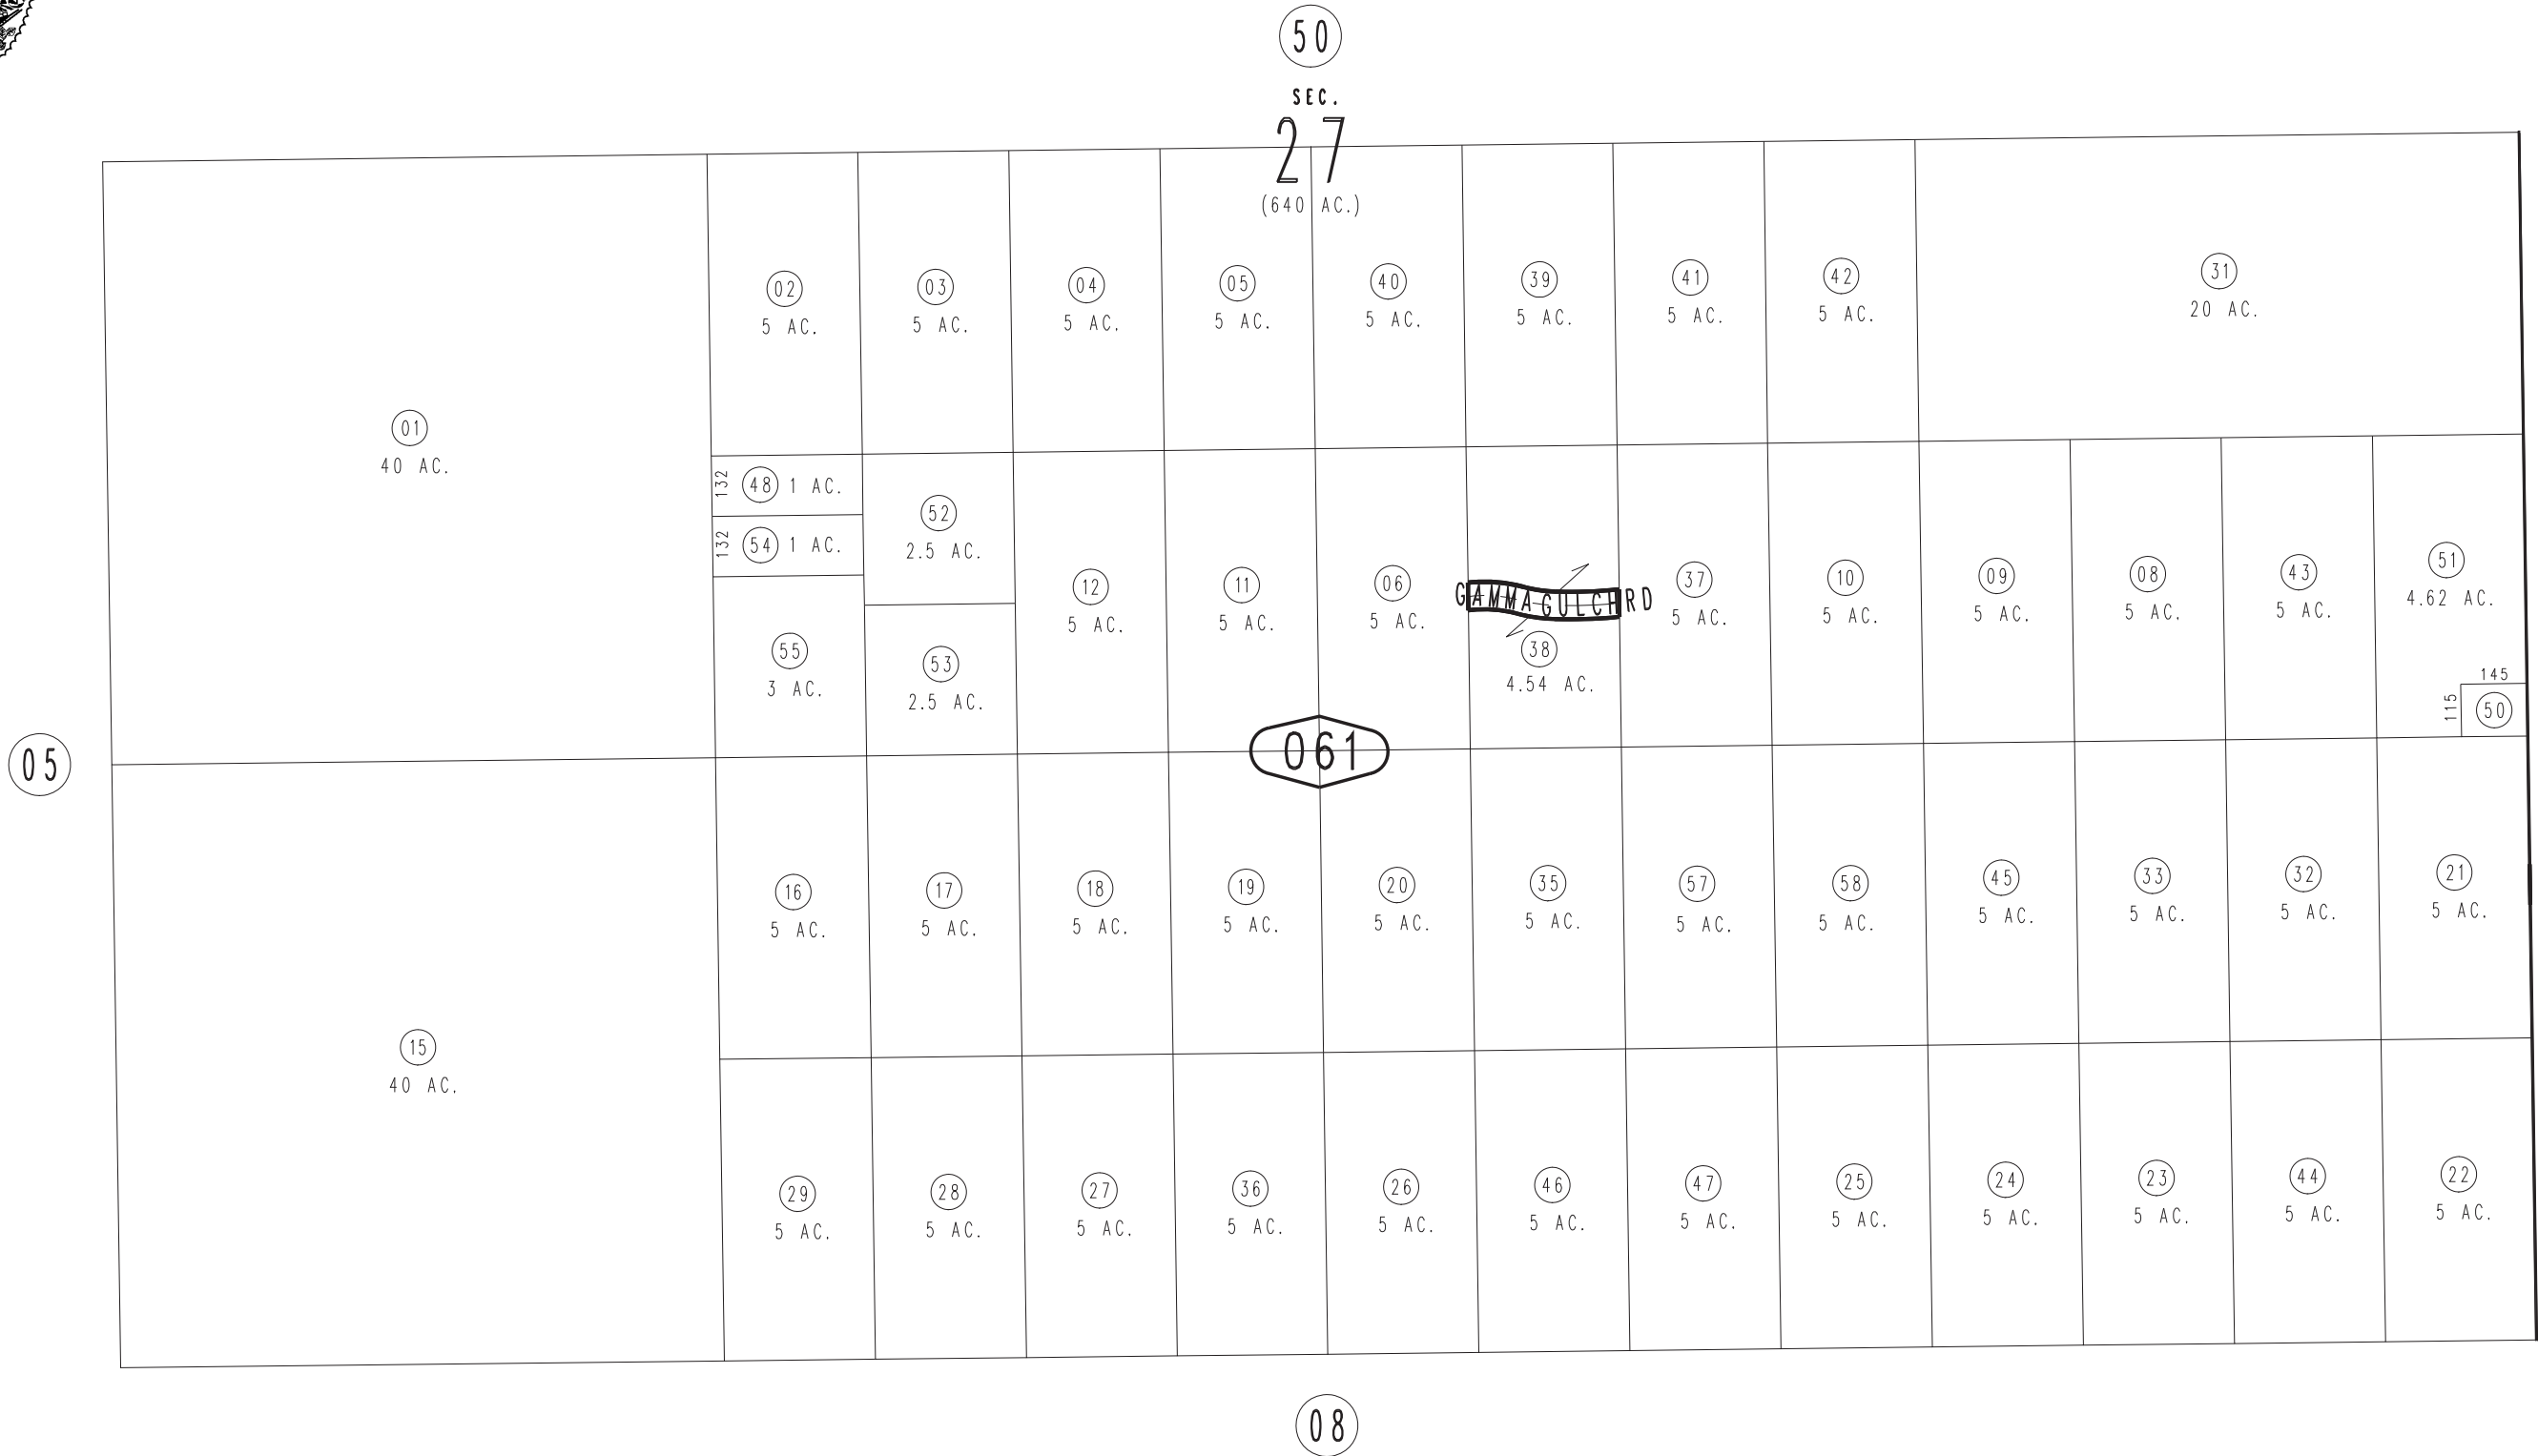 50
SEC.
27
(640 AC.)
02
5 AC.
03
5 AC.
04
5 AC.
05
5 AC.
40
5 AC.
39
5 AC.
41
5 AC.
42
5 AC.
31
20 AC.
01
40 AC.
132
48 1 AC.
132
54 1 AC.
55
3 AC.
52
2.5 AC.
53
2.5 AC.
12
5 AC.
11
5 AC.
06
5 AC.
GAMMA GULCH RD
38
4.54 AC.
37
5 AC.
10
5 AC.
09
5 AC.
08
5 AC.
43
5 AC.
51
4.62 AC.
145
115
50
05
061
15
40 AC.
16
5 AC.
17
5 AC.
18
5 AC.
19
5 AC.
20
5 AC.
35
5 AC.
57
5 AC.
58
5 AC.
45
5 AC.
33
5 AC.
32
5 AC.
21
5 AC.
29
5 AC.
28
5 AC.
27
5 AC.
36
5 AC.
26
5 AC.
46
5 AC.
47
5 AC.
25
5 AC.
24
5 AC.
23
5 AC.
44
5 AC.
22
5 AC.
08